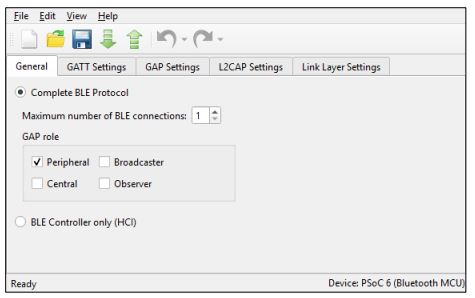 File Edit View Help
General GATT Settings GAP Settings L2CAP Settings Link Layer Settings
Complete BLE Protocol
Maximum number of BLE connections: 1
GAP role
Peripheral Broadcaster
Central Observer
BLE Controller only (HCI)
Ready Device: PSoC 6 (Bluetooth MCU)